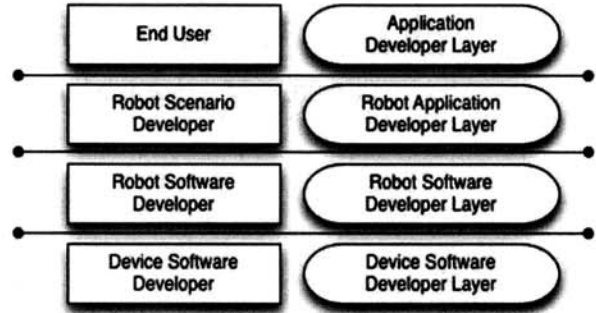 End User
Application
Developer Layer
Robot Scenario
Developer
Robot Application
Developer Layer
Robot Software
Developer
Robot Software
Developer Layer
Device Software
Developer
Device Software
Developer Layer